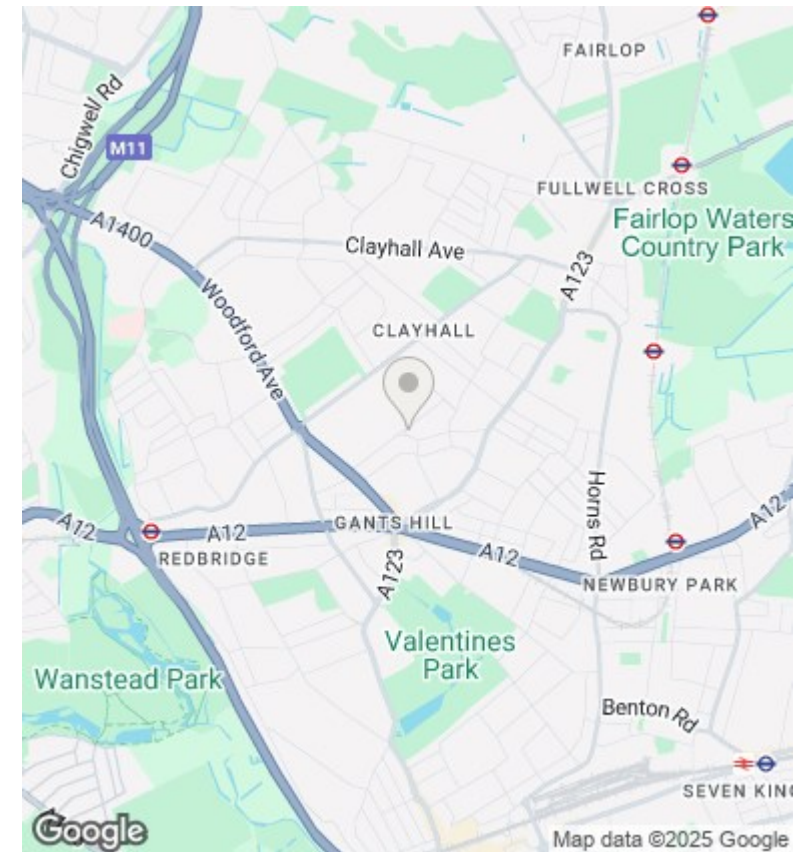 FAIRLOP
Chigwell Rd
M11
FULLWELL CROSS
A1400
Fairlop Waters
Country Park
Clayhall Ave
A123
Woodford Ave
CLAYHALL
Horns Rd
A12
A12
A12
GANTS HILL
A12
REDBRIDGE
A123
NEWBURY PARK
Valentines
Park
Wanstead Park
Benton Rd
SEVEN KING
Google
Map data ©2025 Google